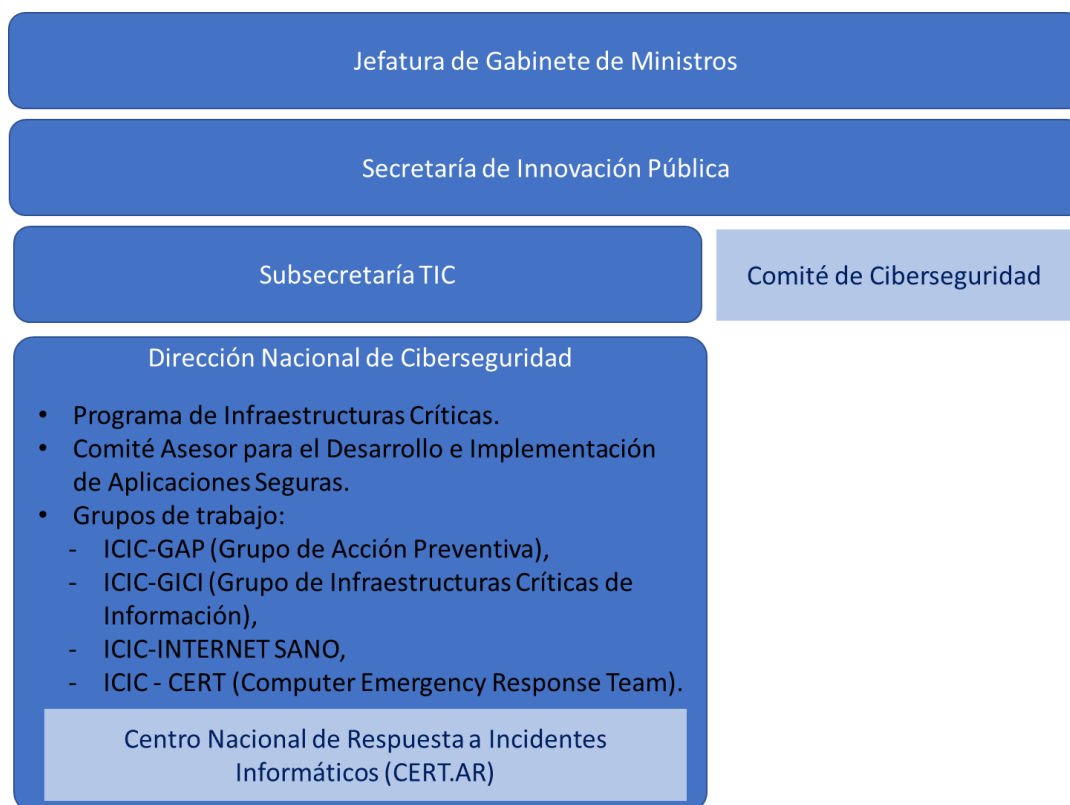 Jefatura de Gabinete de Ministros
Secretaría de Innovación Pública
Subsecretaría TIC
Comité de Ciberseguridad
Dirección Nacional de Ciberseguridad
• Programa de Infraestructuras Críticas.
• Comité Asesor para el Desarrollo e Implementación
de Aplicaciones Seguras.
• Grupos de trabajo:
- ICIC-GAP (Grupo de Acción Preventiva),
- ICIC-GICI (Grupo de Infraestructuras Críticas de
Información),
- ICIC-INTERNET SANO,
- ICIC - CERT (Computer Emergency Response Team).
Centro Nacional de Respuesta a Incidentes
Informáticos (CERT.AR)